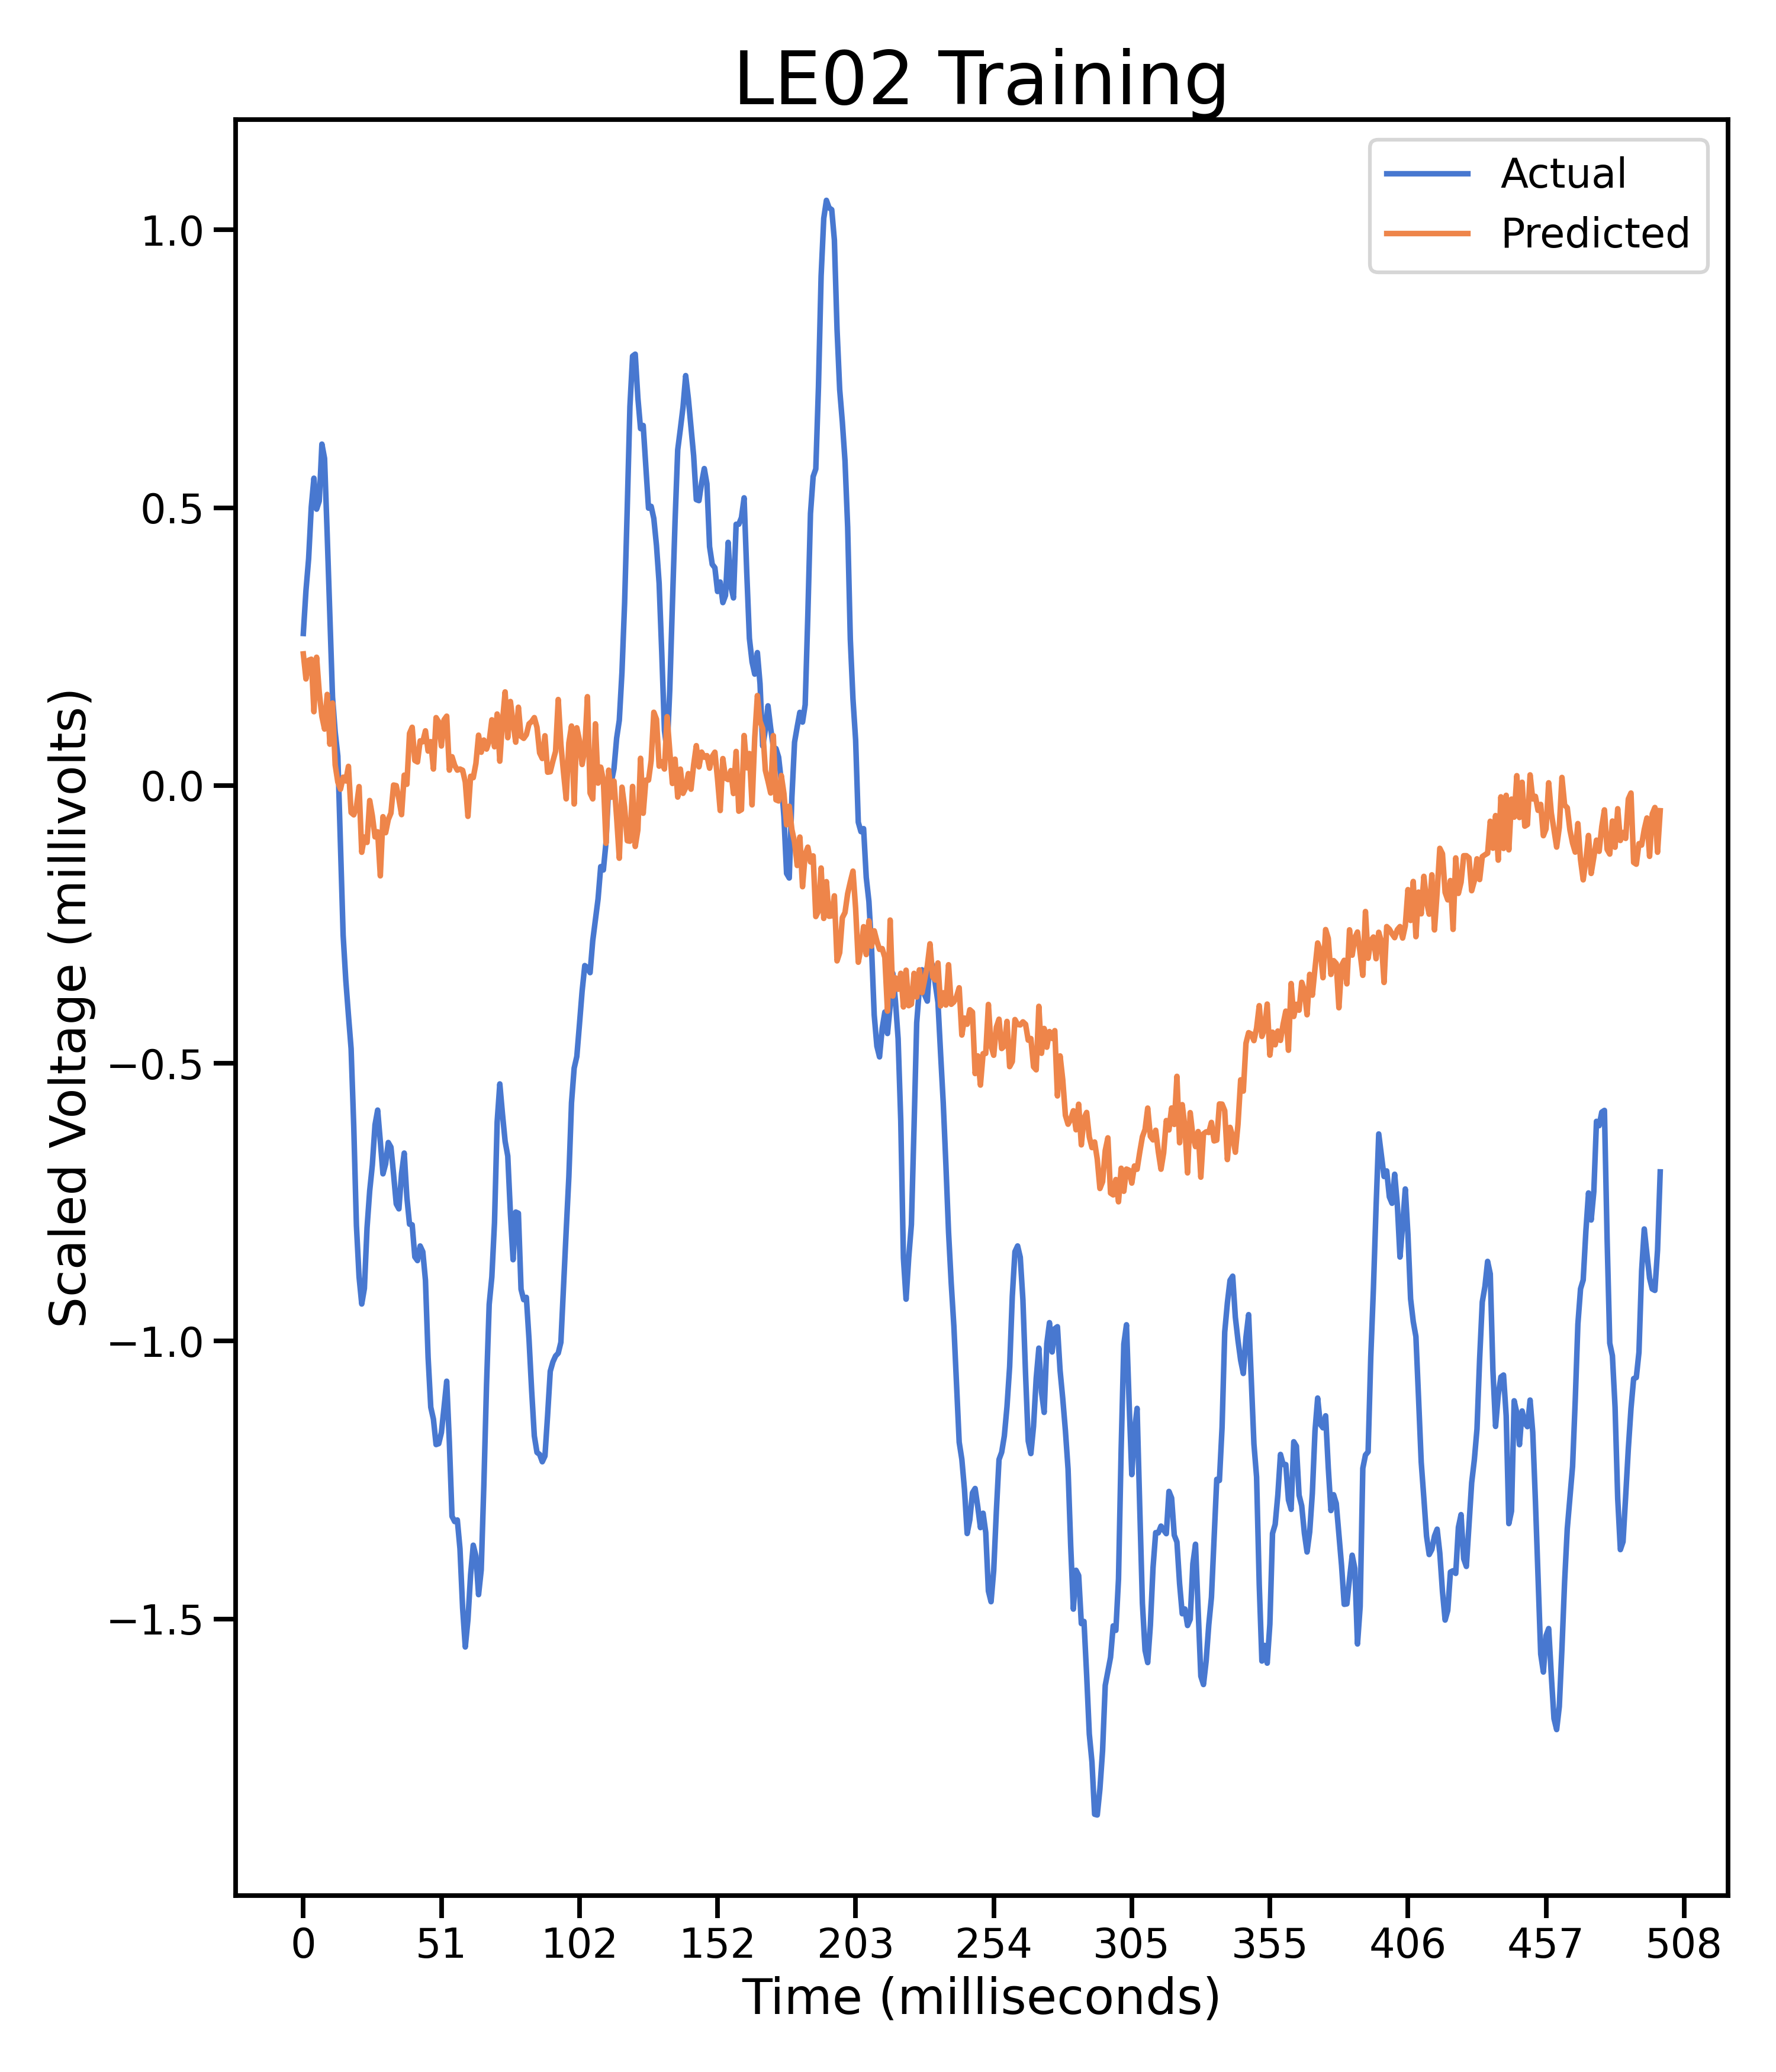 LE02 Training
Actual
Predicted
1.0
0.5
0.0
−0.5
−1.0
−1.5
Scaled Voltage (millivolts)
0 51 102 152 203 254 305 355 406 457 508
Time (milliseconds)